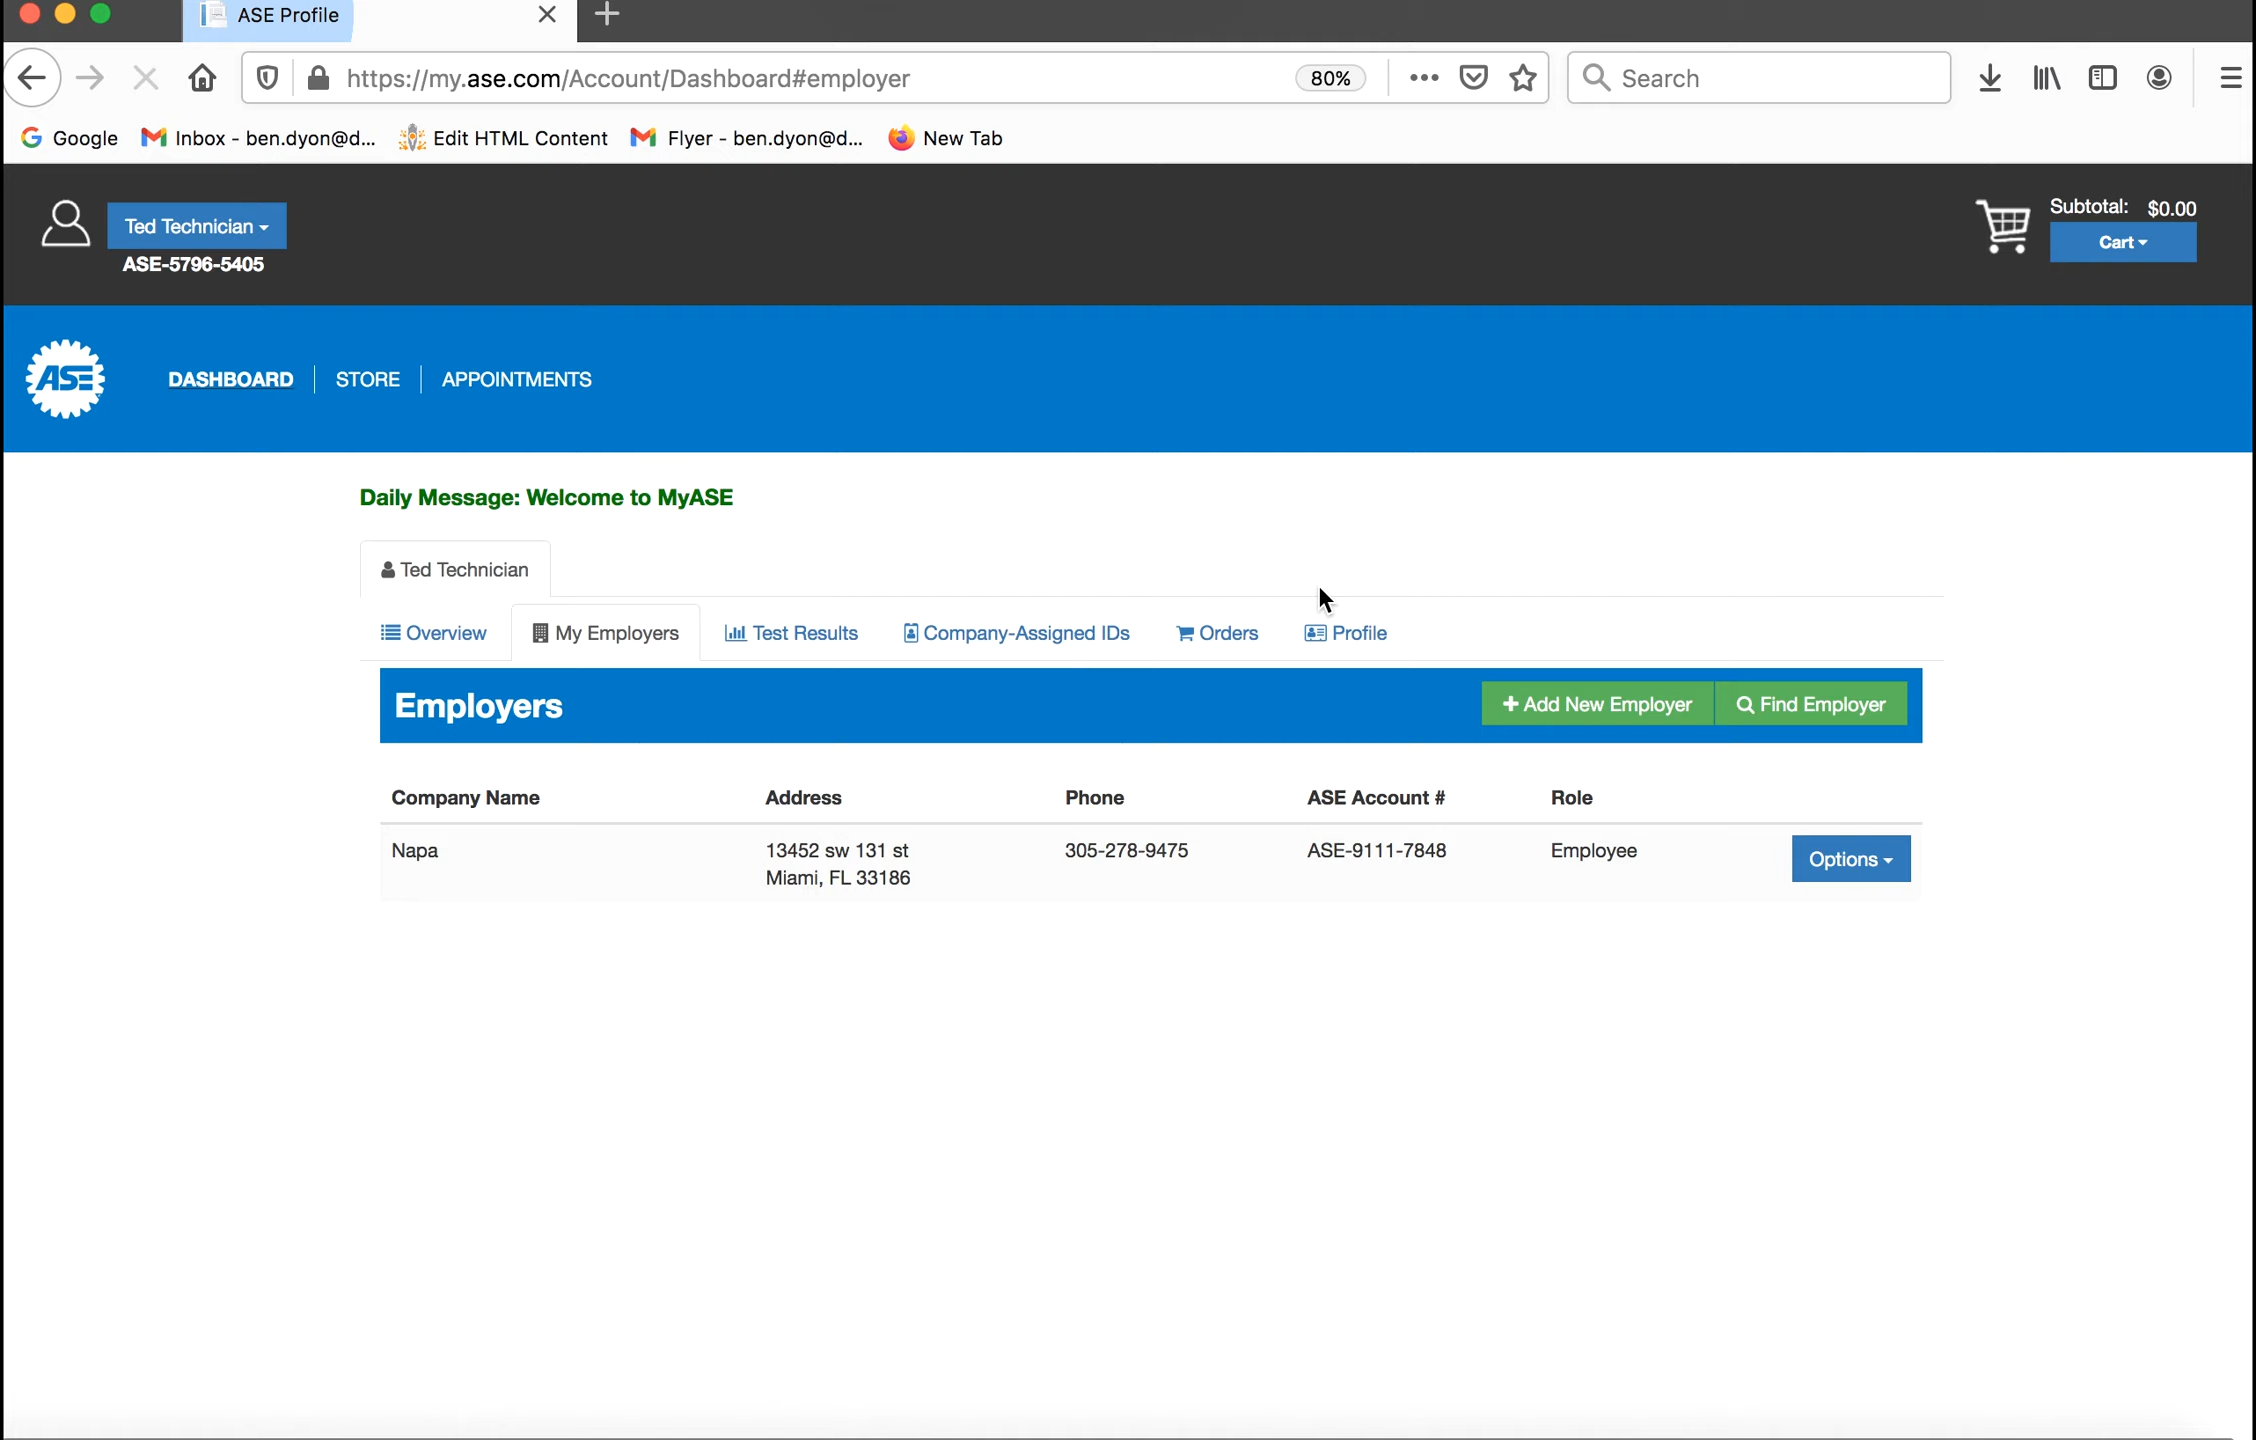 ASE Profile
https://my.ase.com/Account/Dashboard#employer
80%
Search
Google
Inbox - ben.dyon@d...
Edit HTML Content
Flyer - ben.dyon@d...
New Tab
Ted Technician
ASE-5796-5405
Subtotal: $0.00
Cart
ASE
DASHBOARD
STORE
APPOINTMENTS
Daily Message: Welcome to MyASE
Ted Technician
Overview
My Employers
Test Results
Company-Assigned IDs
Orders
Profile
Employers
Add New Employer
Find Employer
Company Name Address Phone ASE Account # Role
Napa 13452 sw 131 st 305-278-9475 ASE-9111-7848 Employee Options
Miami, FL 33186